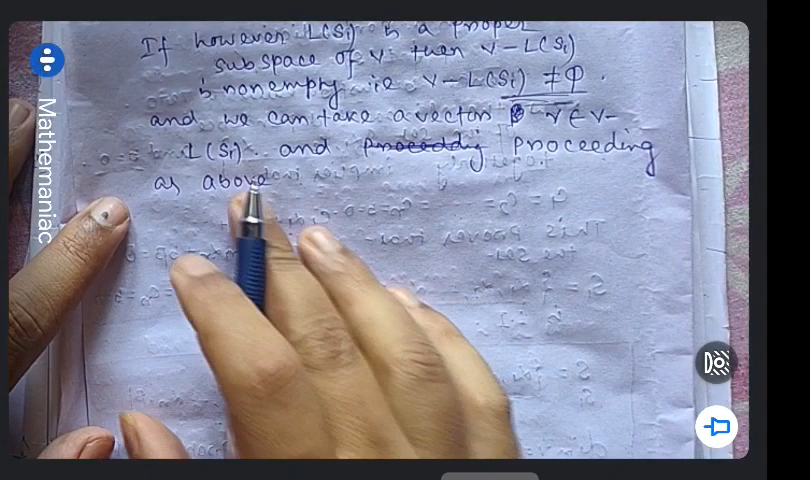 If however L(S₁) is a proper
subspace of V then V - L(S₁)
is nonempty ie V - L(S₁) ≠ Φ.
and we can take a vector r ∈ V-
L(S₁). and proceeding
as above
Mathemaniac